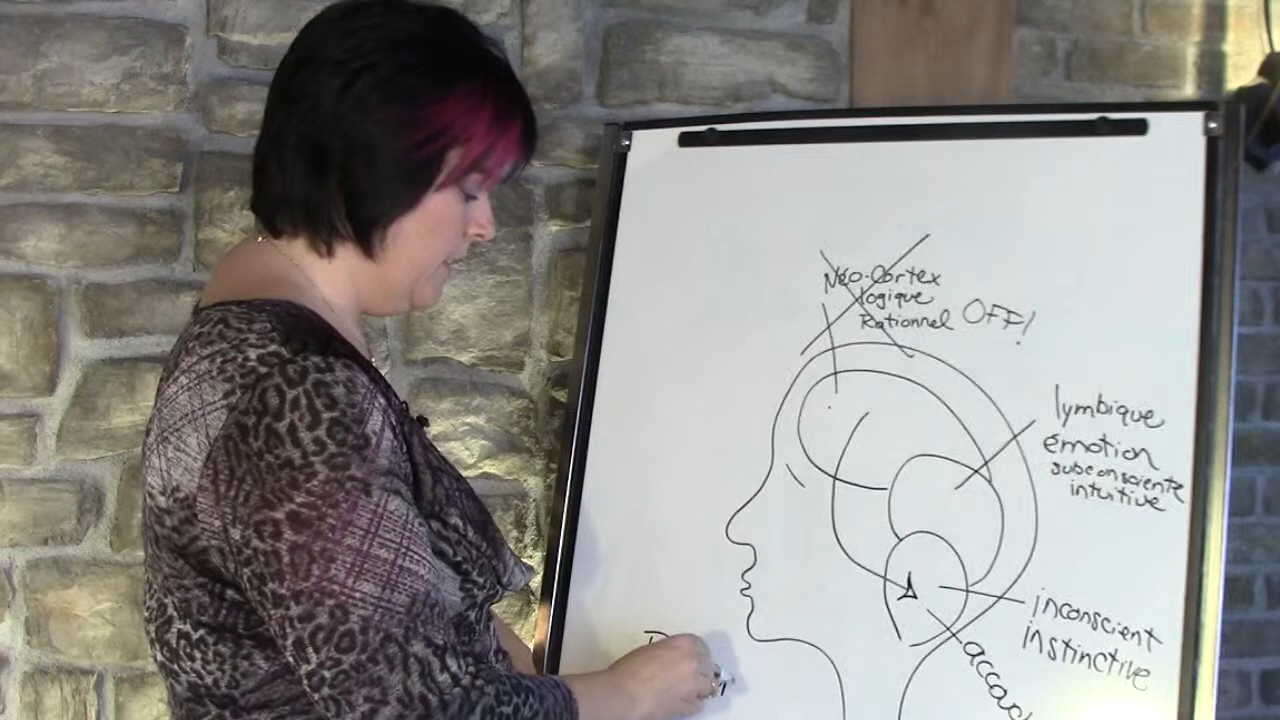 Néo-Cortex
logique
Rationnel OFF!
lymbique
émotion
subconsciente
intuitive
inconscient
instinctive